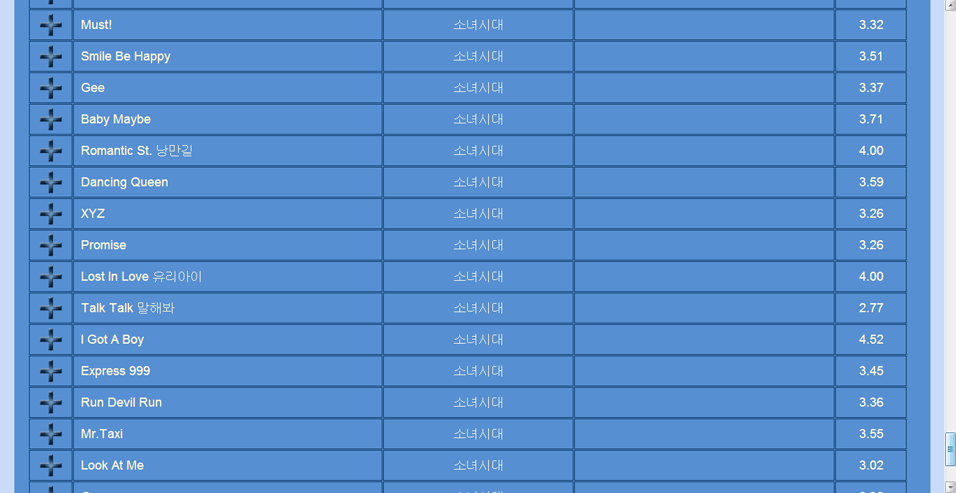 Must! 소녀시대 3.32
Smile Be Happy 소녀시대 3.51
Gee 소녀시대 3.37
Baby Maybe 소녀시대 3.71
Romantic St. 낭만길 소녀시대 4.00
Dancing Queen 소녀시대 3.59
XYZ 소녀시대 3.26
Promise 소녀시대 3.26
Lost In Love 유리아이 소녀시대 4.00
Talk Talk 말해봐 소녀시대 2.77
I Got A Boy 소녀시대 4.52
Express 999 소녀시대 3.45
Run Devil Run 소녀시대 3.36
Mr.Taxi 소녀시대 3.55
Look At Me 소녀시대 3.02